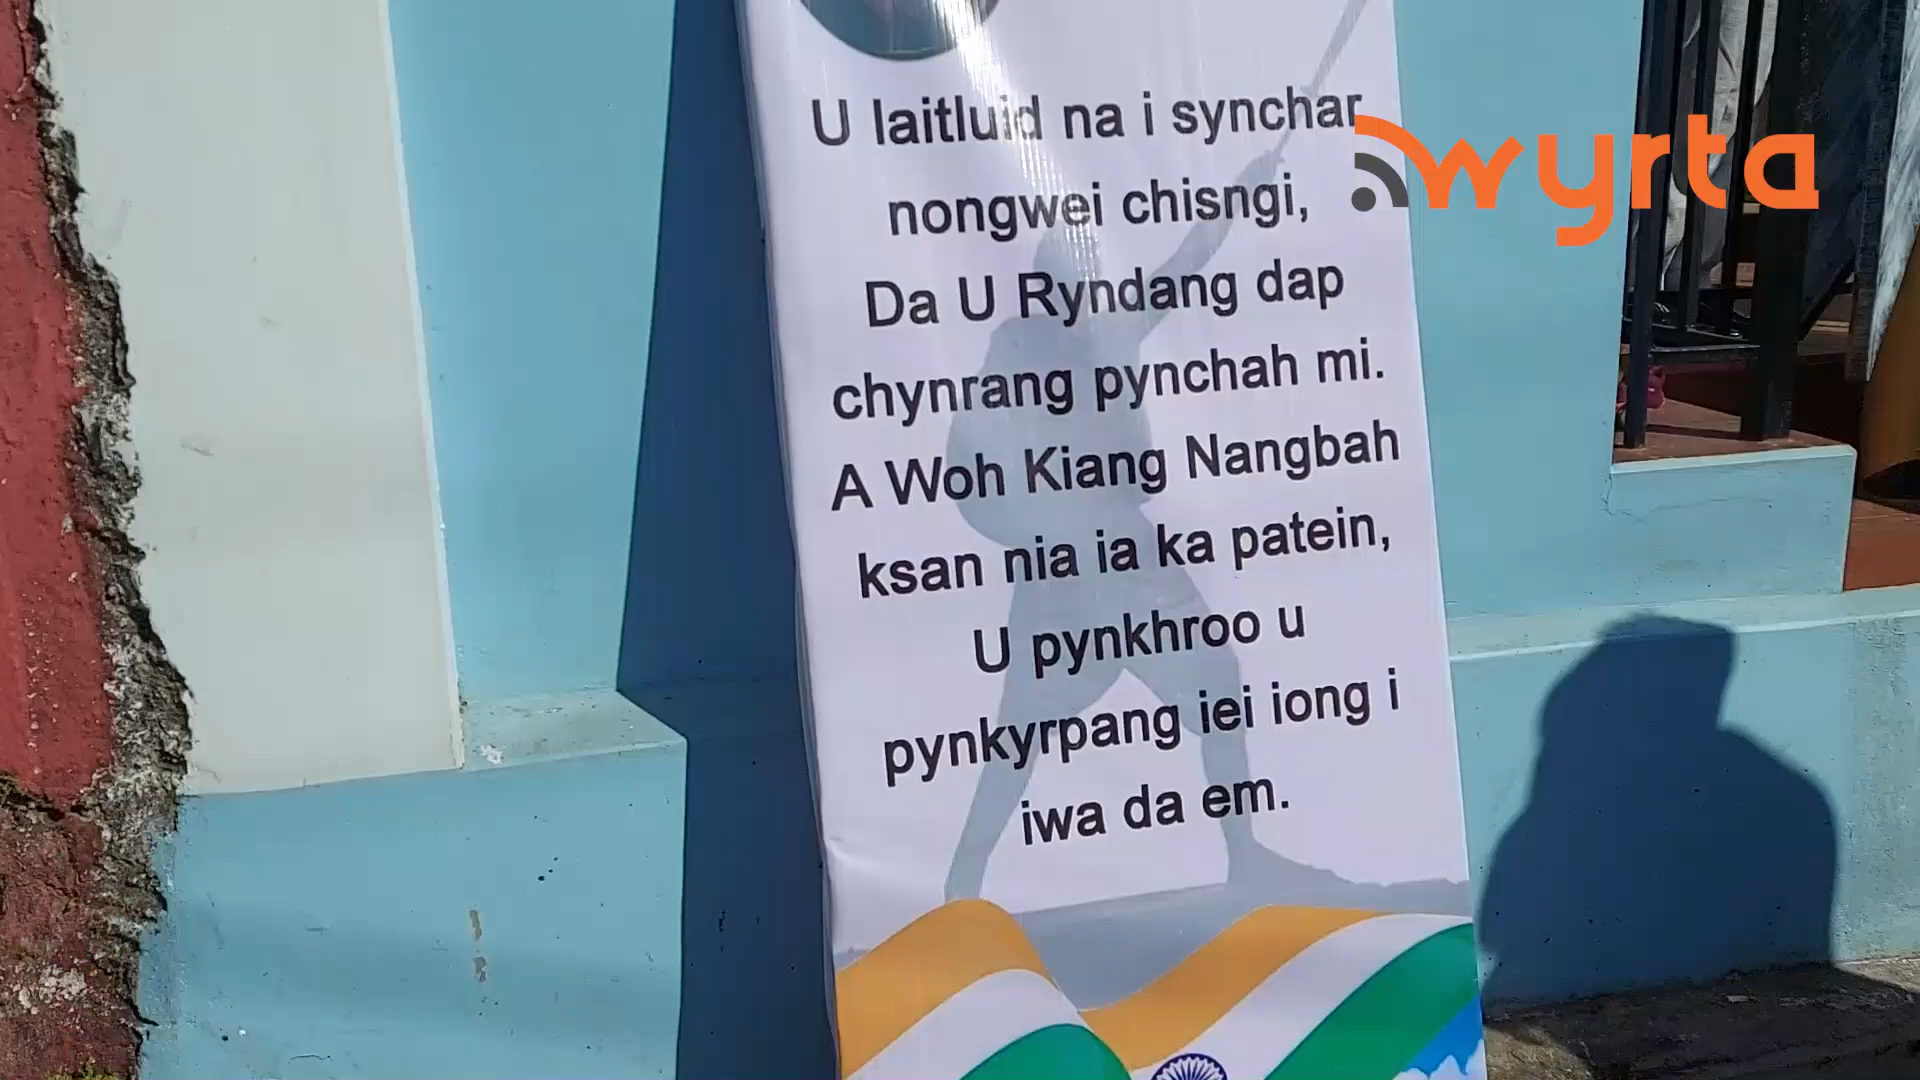 U laitluid na i synchar
nongwei chisngi,
Da U Ryndang dap
chynrang pynchah mi.
A Woh Kiang Nangbah
ksan nia ia ka patein,
U pynkhroo u
pynkyrpang iei iong i
iwa da em.
wyrta